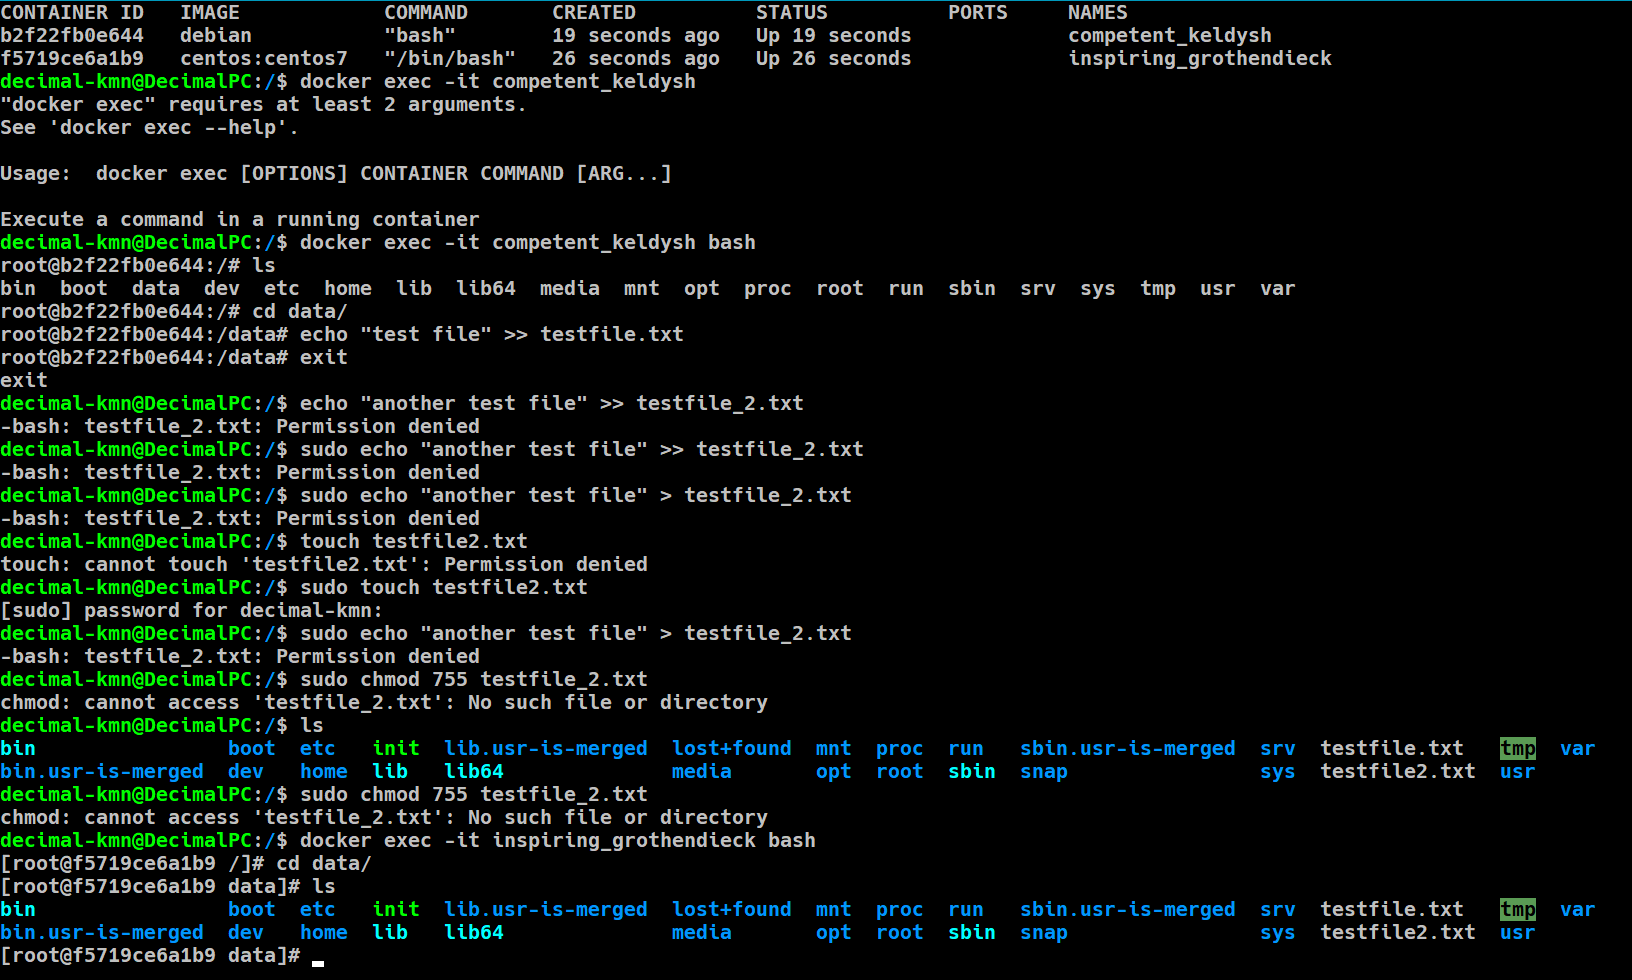 CONTAINER ID   IMAGE            COMMAND       CREATED          STATUS          PORTS     NAMES
b2f22fb0e644   debian           "bash"        19 seconds ago   Up 19 seconds             competent_keldysh
f5719ce6a1b9   centos:centos7   "/bin/bash"   26 seconds ago   Up 26 seconds             inspiring_grothendieck
decimal-kmn@DecimalPC:/$ docker exec -it competent_keldysh
"docker exec" requires at least 2 arguments.
See 'docker exec --help'.

Usage:  docker exec [OPTIONS] CONTAINER COMMAND [ARG...]

Execute a command in a running container
decimal-kmn@DecimalPC:/$ docker exec -it competent_keldysh bash
root@b2f22fb0e644:/# ls
bin  boot  data  dev  etc  home  lib  lib64  media  mnt  opt  proc  root  run  sbin  srv  sys  tmp  usr  var
root@b2f22fb0e644:/# cd data/
root@b2f22fb0e644:/data# echo "test file" >> testfile.txt
root@b2f22fb0e644:/data# exit
exit
decimal-kmn@DecimalPC:/$ echo "another test file" >> testfile_2.txt
-bash: testfile_2.txt: Permission denied
decimal-kmn@DecimalPC:/$ sudo echo "another test file" >> testfile_2.txt
-bash: testfile_2.txt: Permission denied
decimal-kmn@DecimalPC:/$ sudo echo "another test file" > testfile_2.txt
-bash: testfile_2.txt: Permission denied
decimal-kmn@DecimalPC:/$ touch testfile2.txt
touch: cannot touch 'testfile2.txt': Permission denied
decimal-kmn@DecimalPC:/$ sudo touch testfile2.txt
[sudo] password for decimal-kmn:
decimal-kmn@DecimalPC:/$ sudo echo "another test file" > testfile_2.txt
-bash: testfile_2.txt: Permission denied
decimal-kmn@DecimalPC:/$ sudo chmod 755 testfile_2.txt
chmod: cannot access 'testfile_2.txt': No such file or directory
decimal-kmn@DecimalPC:/$ ls
bin                boot  etc   init  lib.usr-is-merged  lost+found  mnt  proc  run   sbin.usr-is-merged  srv  testfile.txt   tmp  var
bin.usr-is-merged  dev   home  lib   lib64              media       opt  root  sbin  snap                sys  testfile2.txt  usr
decimal-kmn@DecimalPC:/$ sudo chmod 755 testfile_2.txt
chmod: cannot access 'testfile_2.txt': No such file or directory
decimal-kmn@DecimalPC:/$ docker exec -it inspiring_grothendieck bash
[root@f5719ce6a1b9 /]# cd data/
[root@f5719ce6a1b9 data]# ls
bin                boot  etc   init  lib.usr-is-merged  lost+found  mnt  proc  run   sbin.usr-is-merged  srv  testfile.txt   tmp  var
bin.usr-is-merged  dev   home  lib   lib64              media       opt  root  sbin  snap                sys  testfile2.txt  usr
[root@f5719ce6a1b9 data]#